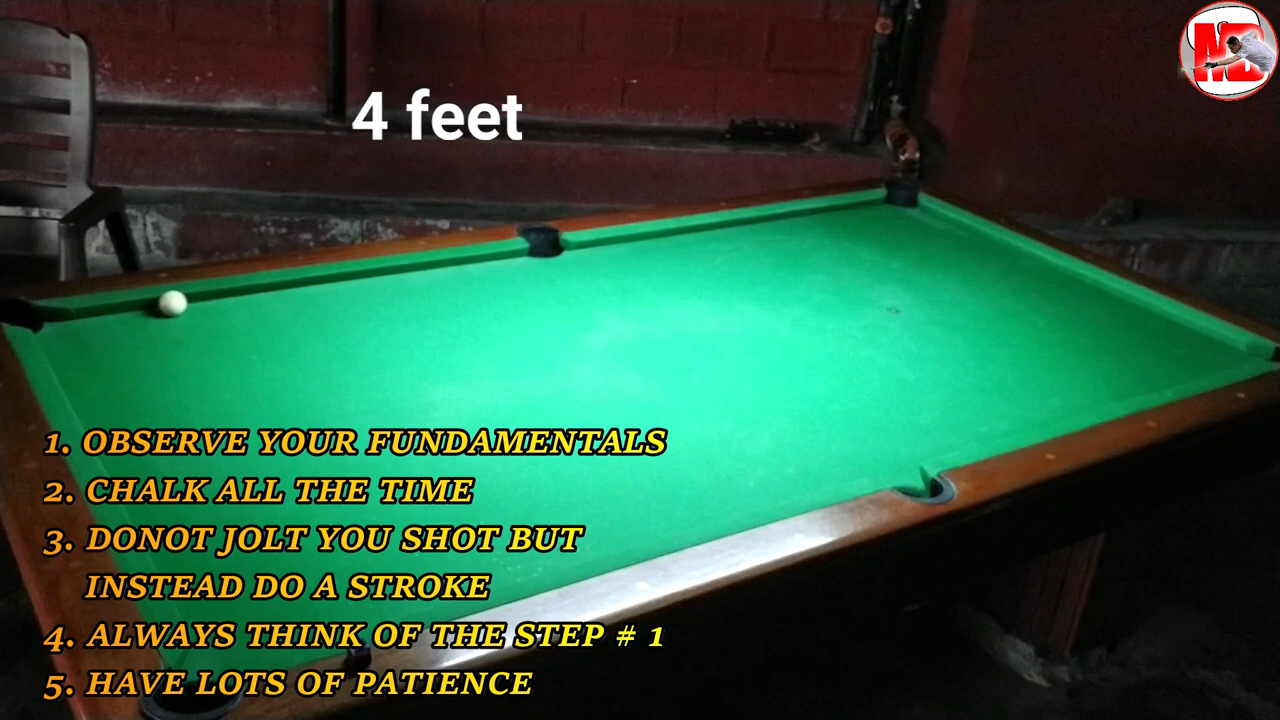 MB
4 feet
1. OBSERVE YOUR FUNDAMENTALS
2. CHALK ALL THE TIME
3. DONOT JOLT YOU SHOT BUT
INSTEAD DO A STROKE
4. ALWAYS THINK OF THE STEP # 1
5. HAVE LOTS OF PATIENCE